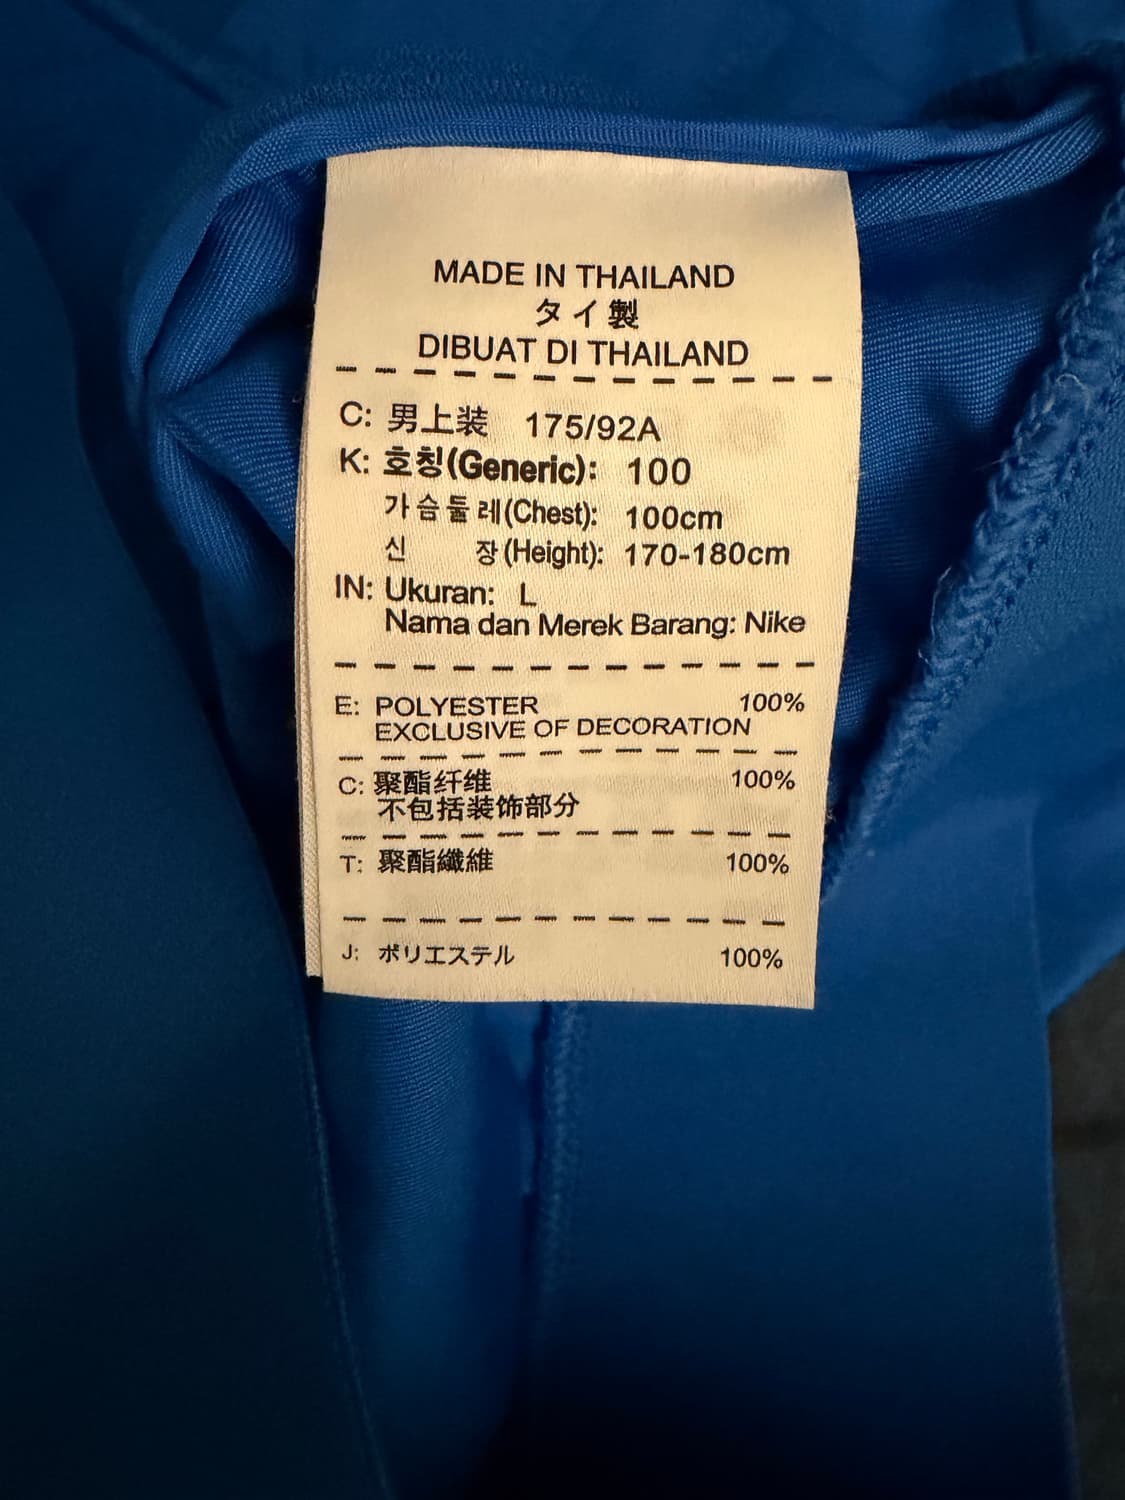 MADE IN THAILAND
タイ製
DIBUAT DI THAILAND
C: 男上装 175/92A
K: 호칭(Generic): 100
가슴둘레(Chest): 100cm
신 장(Height): 170-180cm
IN: Ukuran: L
Nama dan Merek Barang: Nike
E: POLYESTER 100%
EXCLUSIVE OF DECORATION
C: 聚酯纤维 100%
不包括装饰部分
T: 聚酯纖維 100%
J: ポリエステル 100%